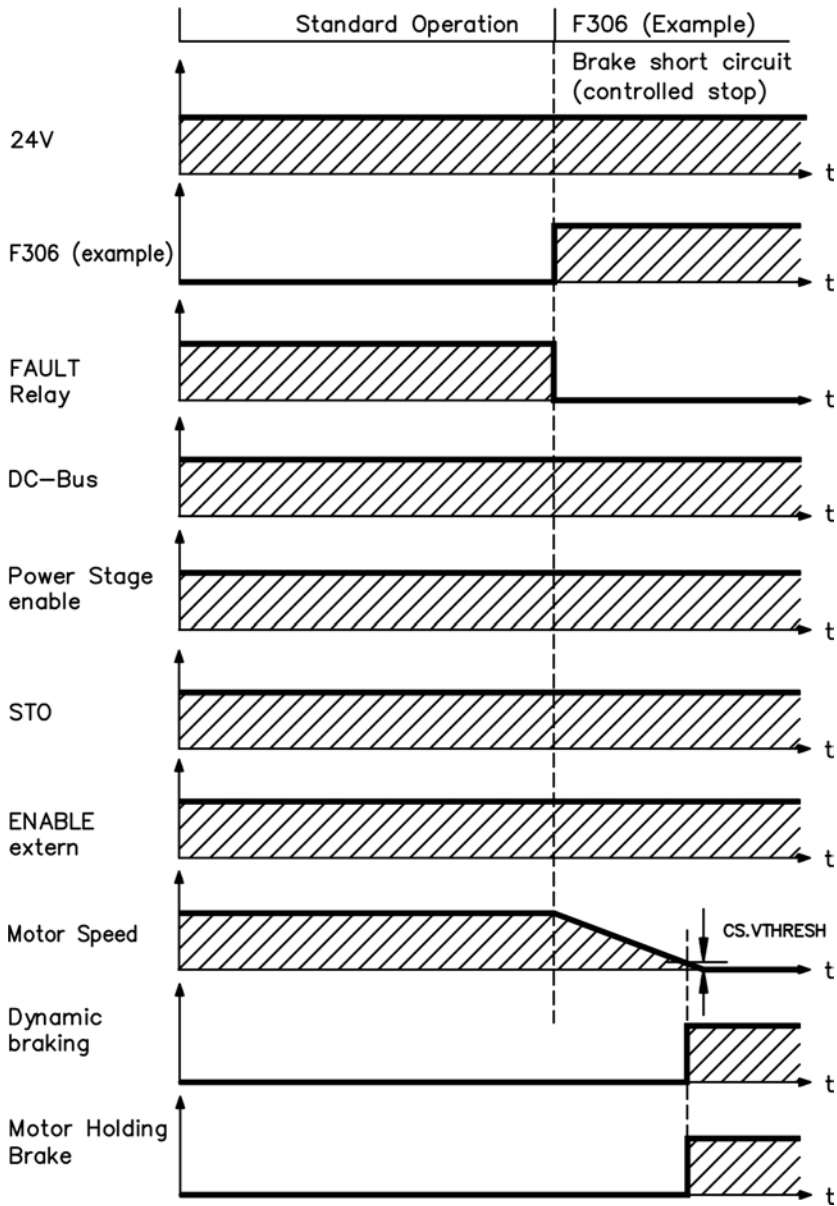 Standard Operation
F306 (Example)
Brake short circuit
(controlled stop)
24V
t
F306 (example)
t
FAULT
Relay
t
DC-Bus
t
Power Stage
enable
t
STO
t
ENABLE
extern
t
Motor Speed
CS.VTHRESH
t
Dynamic
braking
t
Motor Holding
Brake
t